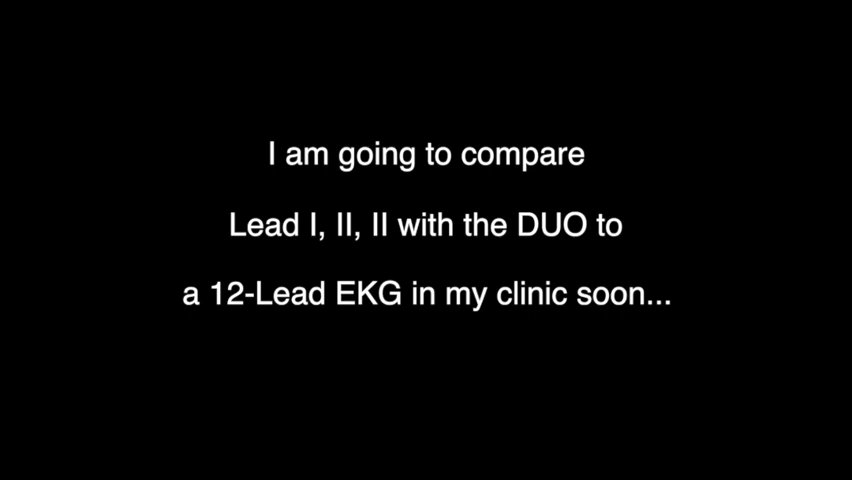 I am going to compare
Lead I, II, II with the DUO to
a 12-Lead EKG in my clinic soon...